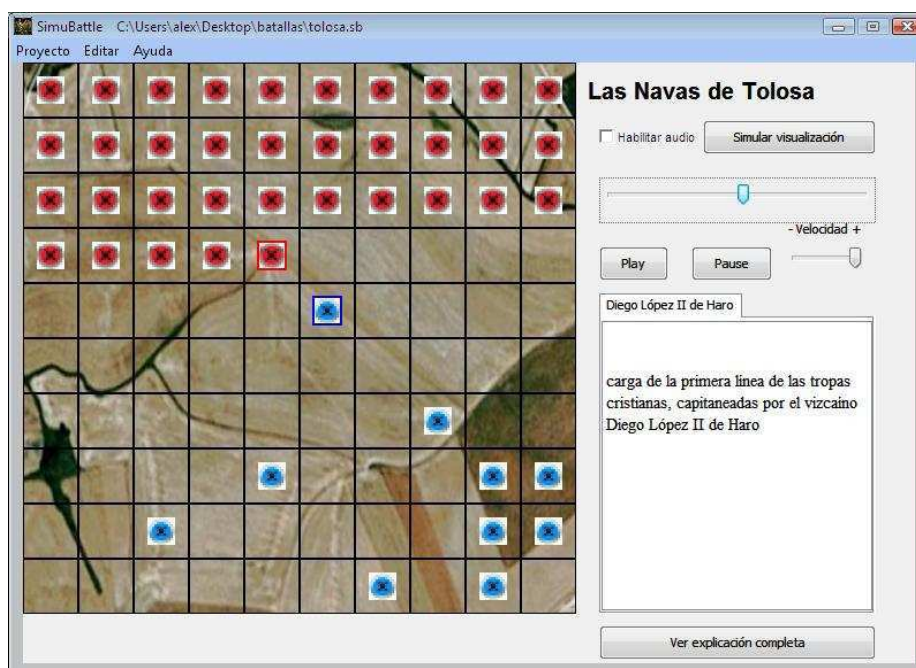 SimuBattle C:\Users\alex\Desktop\batallas\tolosa.sb
Proyecto Editar Ayuda
Las Navas de Tolosa
Habilitar audio Simular visualización
- Velocidad +
Play Pause
Diego López II de Haro
carga de la primera línea de las tropas
cristianas, capitaneadas por el vizcaíno
Diego López II de Haro
Ver explicación completa